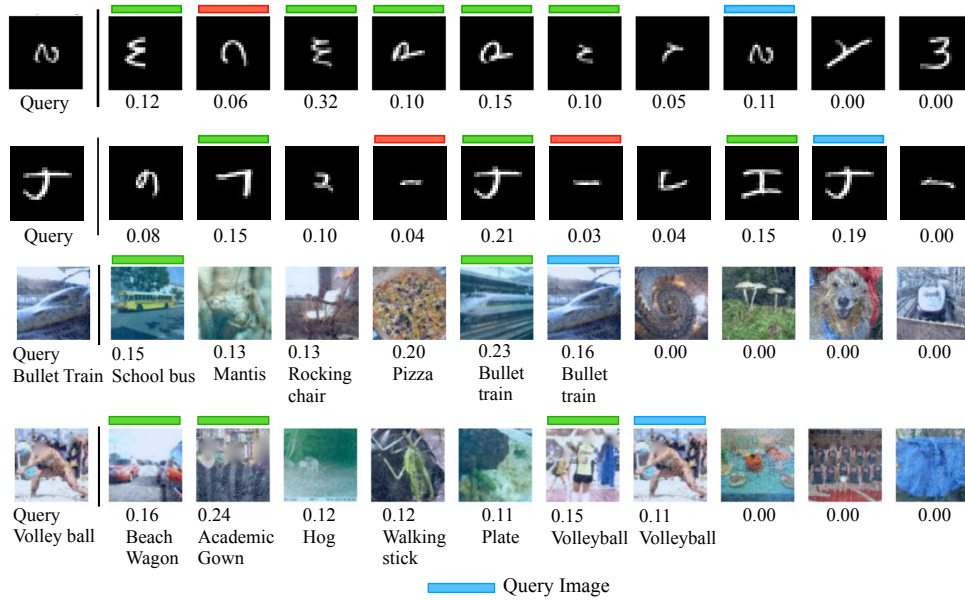 Query
0.12 0.06 0.32 0.10 0.15 0.10 0.05 0.11 0.00 0.00
Query
0.08 0.15 0.10 0.04 0.21 0.03 0.04 0.15 0.19 0.00
Query 0.15 0.13 0.13 0.20 0.23 0.16 0.00 0.00 0.00 0.00
Bullet Train School bus Mantis Rocking Pizza Bullet Bullet
chair train train
Query 0.16 0.24 0.12 0.12 0.11 0.15 0.11 0.00 0.00 0.00
Volley ball Beach Academic Hog Walking Plate Volleyball Volleyball
Wagon Gown stick
Query Image